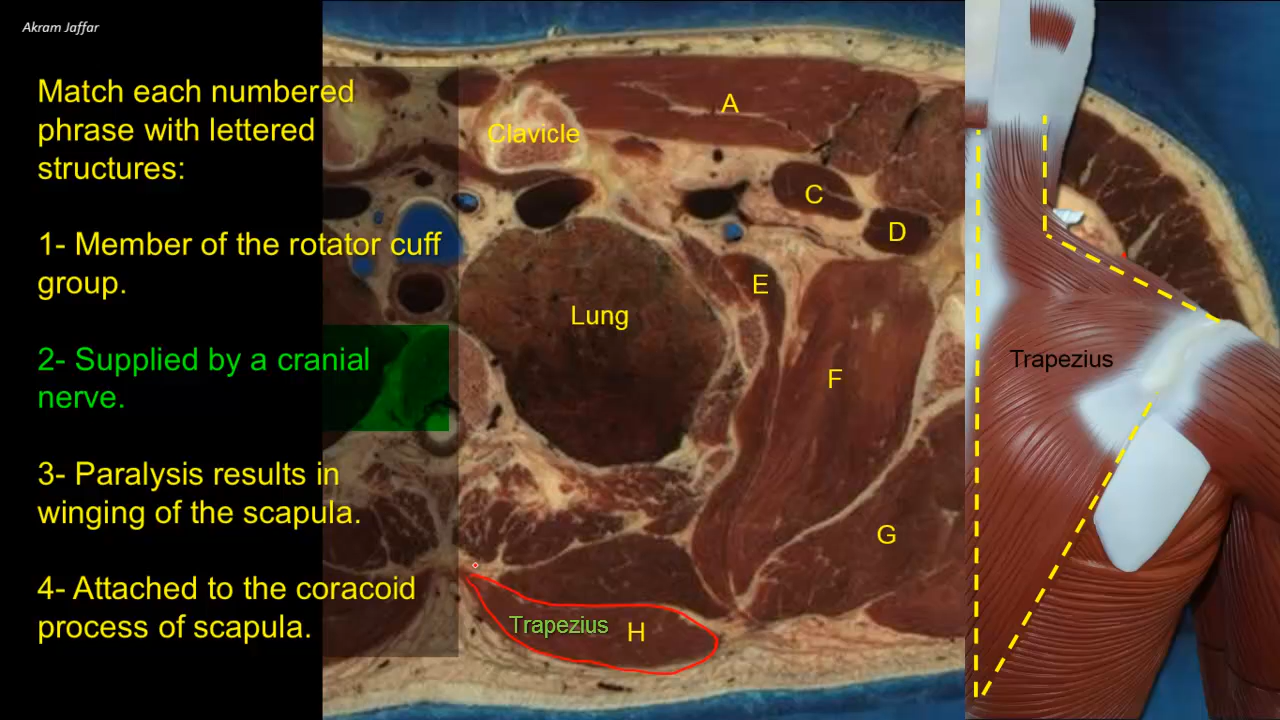 Akram Jaffar
Match each numbered
phrase with lettered
structures:
1- Member of the rotator cuff
group.
2- Supplied by a cranial
nerve.
3- Paralysis results in
winging of the scapula.
4- Attached to the coracoid
process of scapula.
A
Clavicle
C
D
E
Lung
F
G
Trapezius H
Trapezius